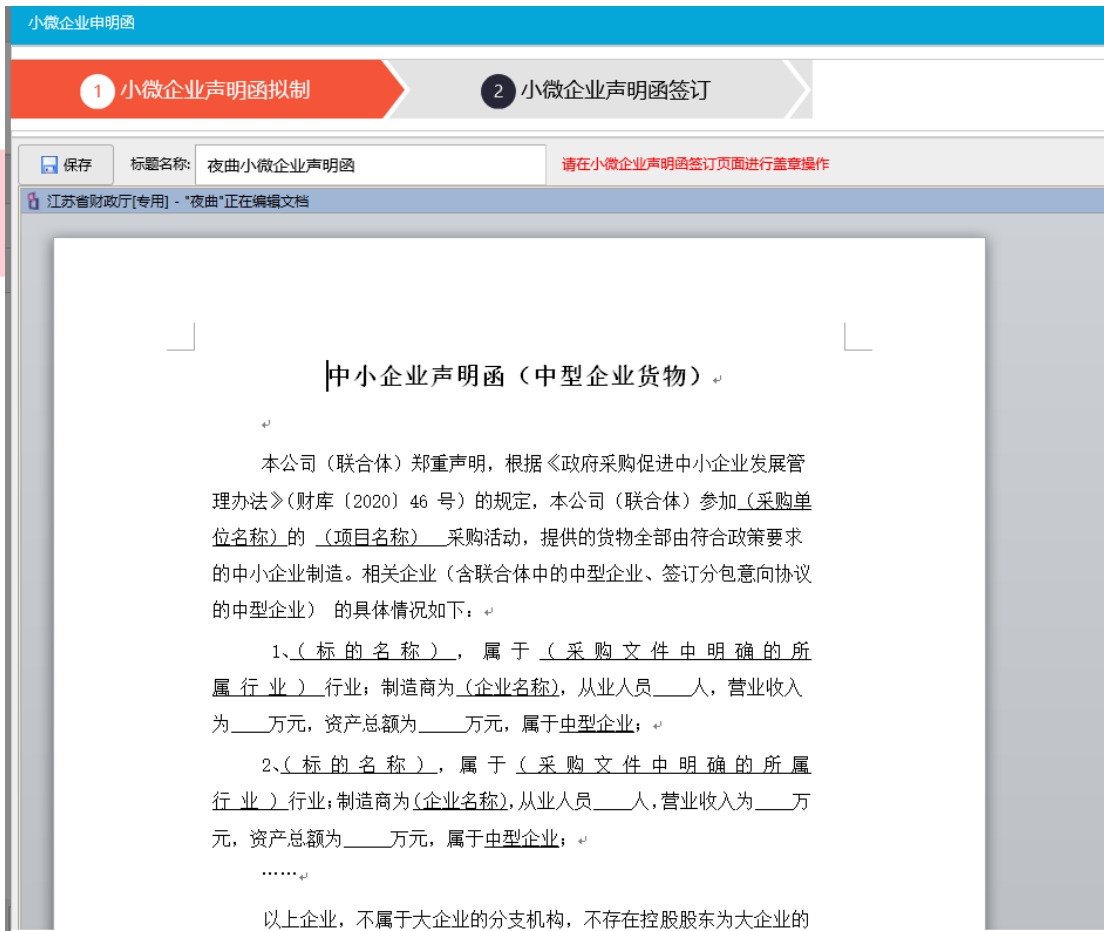 小微企业申明函
1 小微企业声明函拟制 2 小微企业声明函签订
保存 标题名称: 夜曲小微企业声明函 请在小微企业声明函签订页面进行盖章操作
江苏省财政厅[专用] - "夜曲"正在编辑文档
中小企业声明函（中型企业货物）
本公司（联合体）郑重声明，根据《政府采购促进中小企业发展管
理办法》（财库〔2020〕46 号）的规定，本公司（联合体）参加（采购单
位名称）的 （项目名称） 采购活动，提供的货物全部由符合政策要求
的中小企业制造。相关企业（含联合体中的中型企业、签订分包意向协议
的中型企业） 的具体情况如下：
1、（标的名称），属于（采购文件中明确的所
属行业）行业；制造商为（企业名称），从业人员____人，营业收入
为____万元，资产总额为_____万元，属于中型企业；
2、（标的名称），属于（采购文件中明确的所属
行业）行业；制造商为（企业名称），从业人员____人，营业收入为____万
元，资产总额为_____万元，属于中型企业；
……
以上企业，不属于大企业的分支机构，不存在控股股东为大企业的